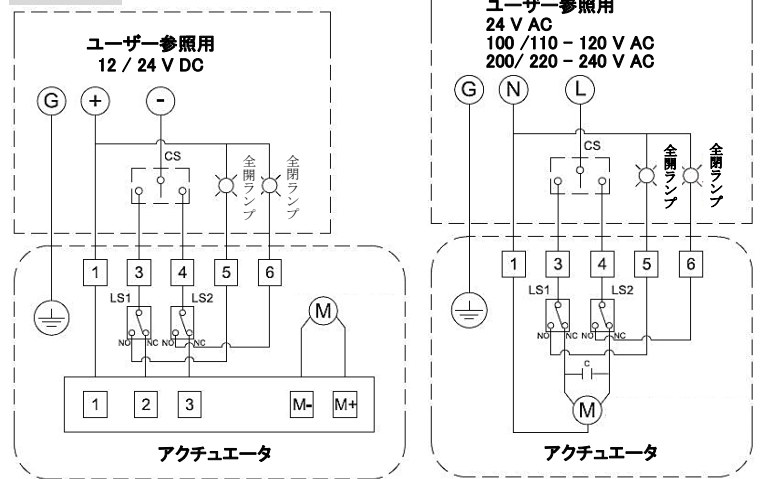 ユーザー参照用
12 / 24 V DC
G
+
-
CS
全開ランプ
全閉ランプ
1
3
4
5
6
LS1
LS2
NO
NC
NO
NC
M
1
2
3
M-
M+
アクチュエータ
ユーザー参照用
24 V AC
100 /110 - 120 V AC
200/ 220 - 240 V AC
G
N
L
CS
全開ランプ
全閉ランプ
1
3
4
5
6
LS1
LS2
NO
NC
NO
NC
C
M
アクチュエータ